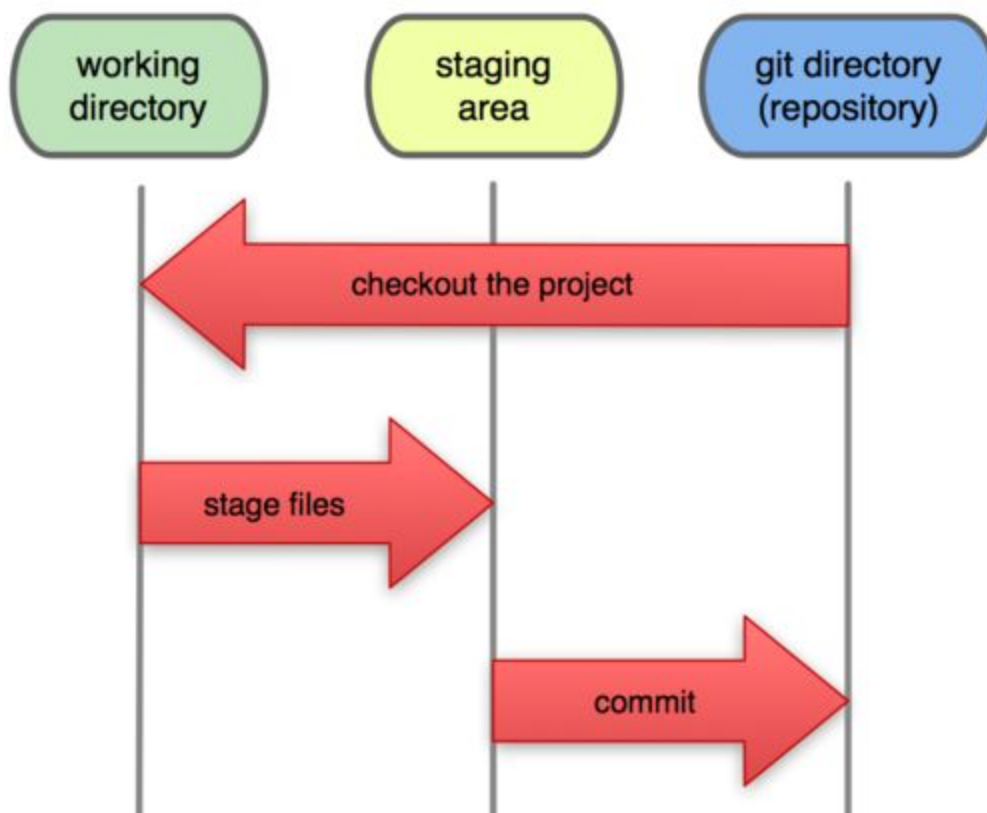 working
directory
staging
area
git directory
(repository)
checkout the project
stage files
commit